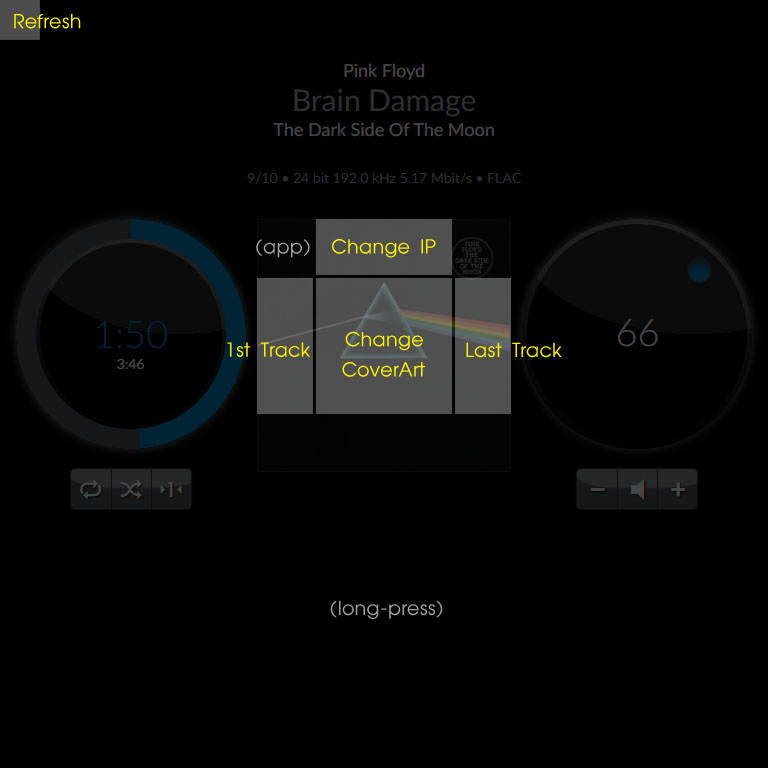 Refresh
Pink Floyd
Brain Damage
The Dark Side Of The Moon
9/10 • 24 bit 192.0 kHz 5.17 Mbit/s • FLAC
(app)
Change IP
PINK
FLOYD
THE
DARK SIDE
OF THE
MOON
1:50
3:46
1st Track
Change
CoverArt
Last Track
66
1
(long-press)